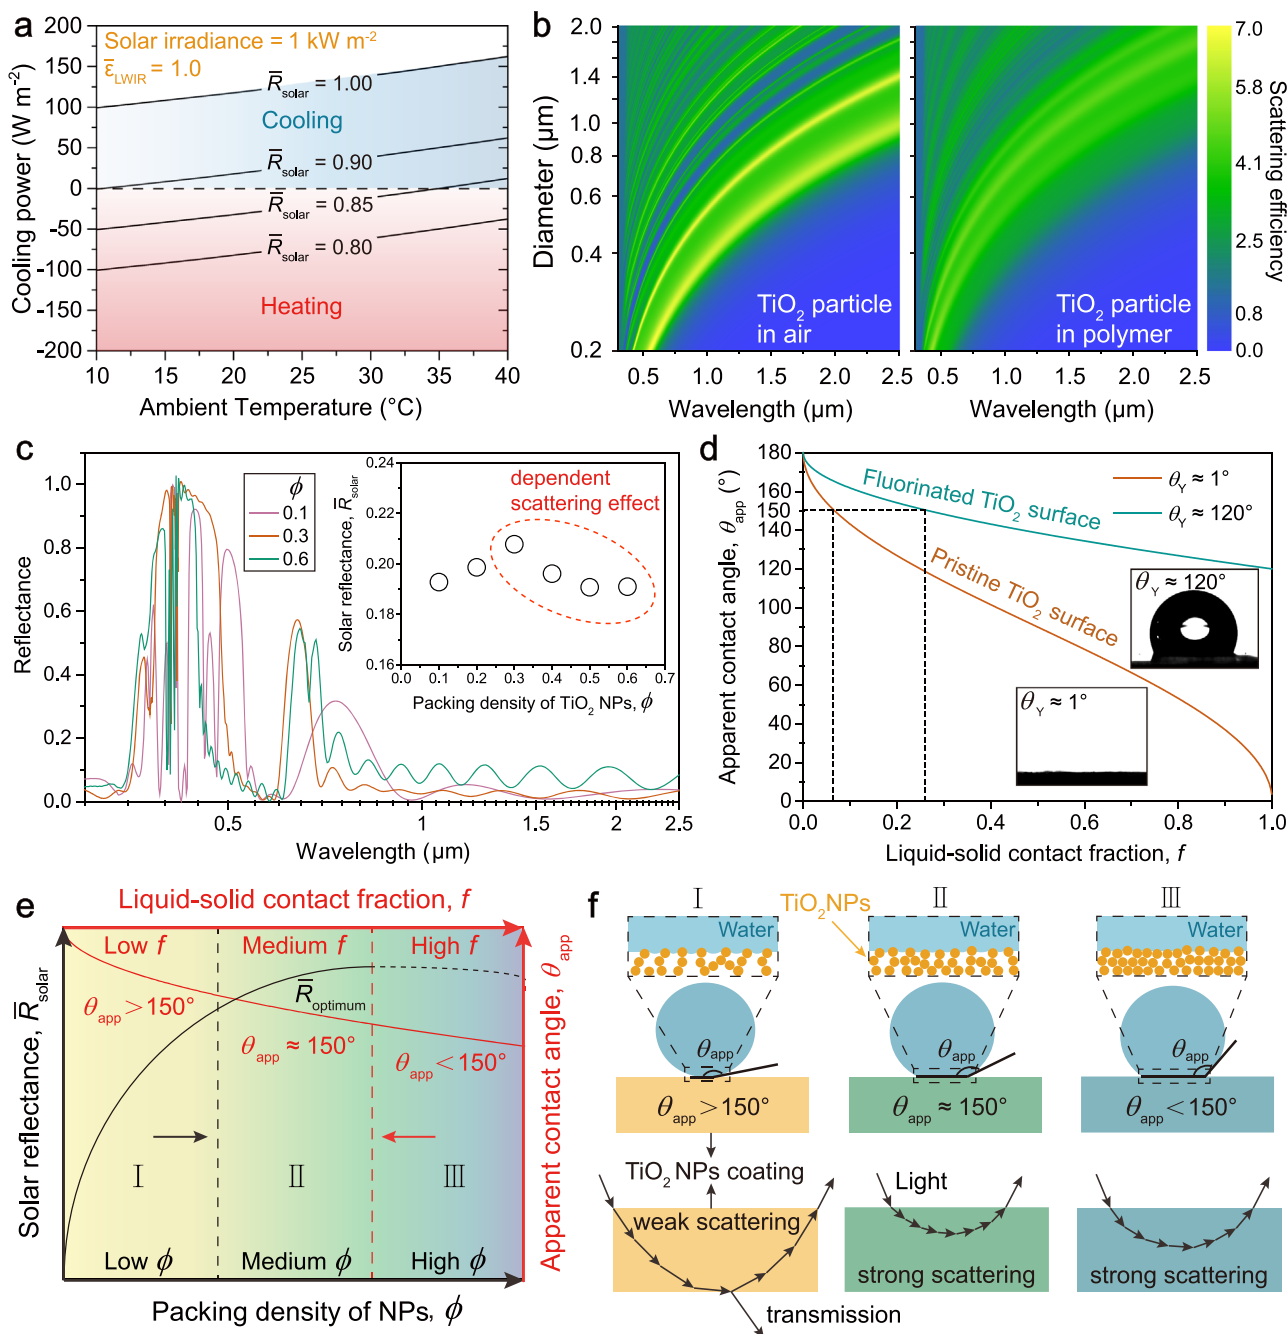 a
200
150
100
50
0
-50
-100
-150
-200
Cooling power (W m-2)
Solar irradiance = 1 kW m-2
ε̄LWIR = 1.0
R̄solar = 1.00
Cooling
R̄solar = 0.90
R̄solar = 0.85
R̄solar = 0.80
Heating
10 15 20 25 30 35 40
Ambient Temperature (°C)
b
2.0
1.4
1.0
0.8
0.6
0.4
0.2
Diameter (μm)
TiO2 particle
in air
TiO2 particle
in polymer
0.5 1.0 1.5 2.0 2.5
Wavelength (μm)
0.5 1.0 1.5 2.0 2.5
Wavelength (μm)
7.0
5.8
4.1
2.5
0.8
0.0
Scattering efficiency
c
1.0
0.8
0.6
0.4
0.2
0.0
Reflectance
ϕ
0.1
0.3
0.6
0.24
0.22
0.20
0.19
0.16
Solar reflectance, R̄solar
dependent
scattering effect
0.0 0.1 0.2 0.3 0.4 0.5 0.6 0.7
Packing density of TiO2 NPs, ϕ
0.5 1 2 2.5
Wavelength (μm)
d
180
160
150
140
120
100
80
60
40
20
0
Apparent contact angle, θapp (°)
Fluorinated TiO2 surface
θY ≈ 1°
θY ≈ 120°
Pristine TiO2 surface
θY ≈ 120°
θY ≈ 1°
0.0 0.2 0.4 0.6 0.8 1.0
Liquid-solid contact fraction, f
e
Liquid-solid contact fraction, f
Low f Medium f High f
Solar reflectance, R̄solar
Apparent contact angle, θapp
R̄optimum
θapp > 150°
θapp ≈ 150°
θapp < 150°
I II III
Low ϕ Medium ϕ High ϕ
Packing density of NPs, ϕ
f
I II III
TiO2 NPs
Water Water Water
θapp θapp θapp
θapp > 150° θapp ≈ 150° θapp < 150°
TiO2 NPs coating
Light
weak scattering
strong scattering
strong scattering
transmission